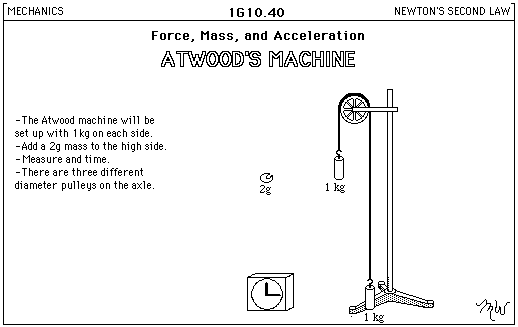 MECHANICS
1G10.40
NEWTON'S SECOND LAW
Force, Mass, and Acceleration
ATWOOD'S MACHINE
-The Atwood machine will be
set up with 1kg on each side.
-Add a 2g mass to the high side.
-Measure and time.
-There are three different
diameter pulleys on the axle.
2g
1 kg
1 kg